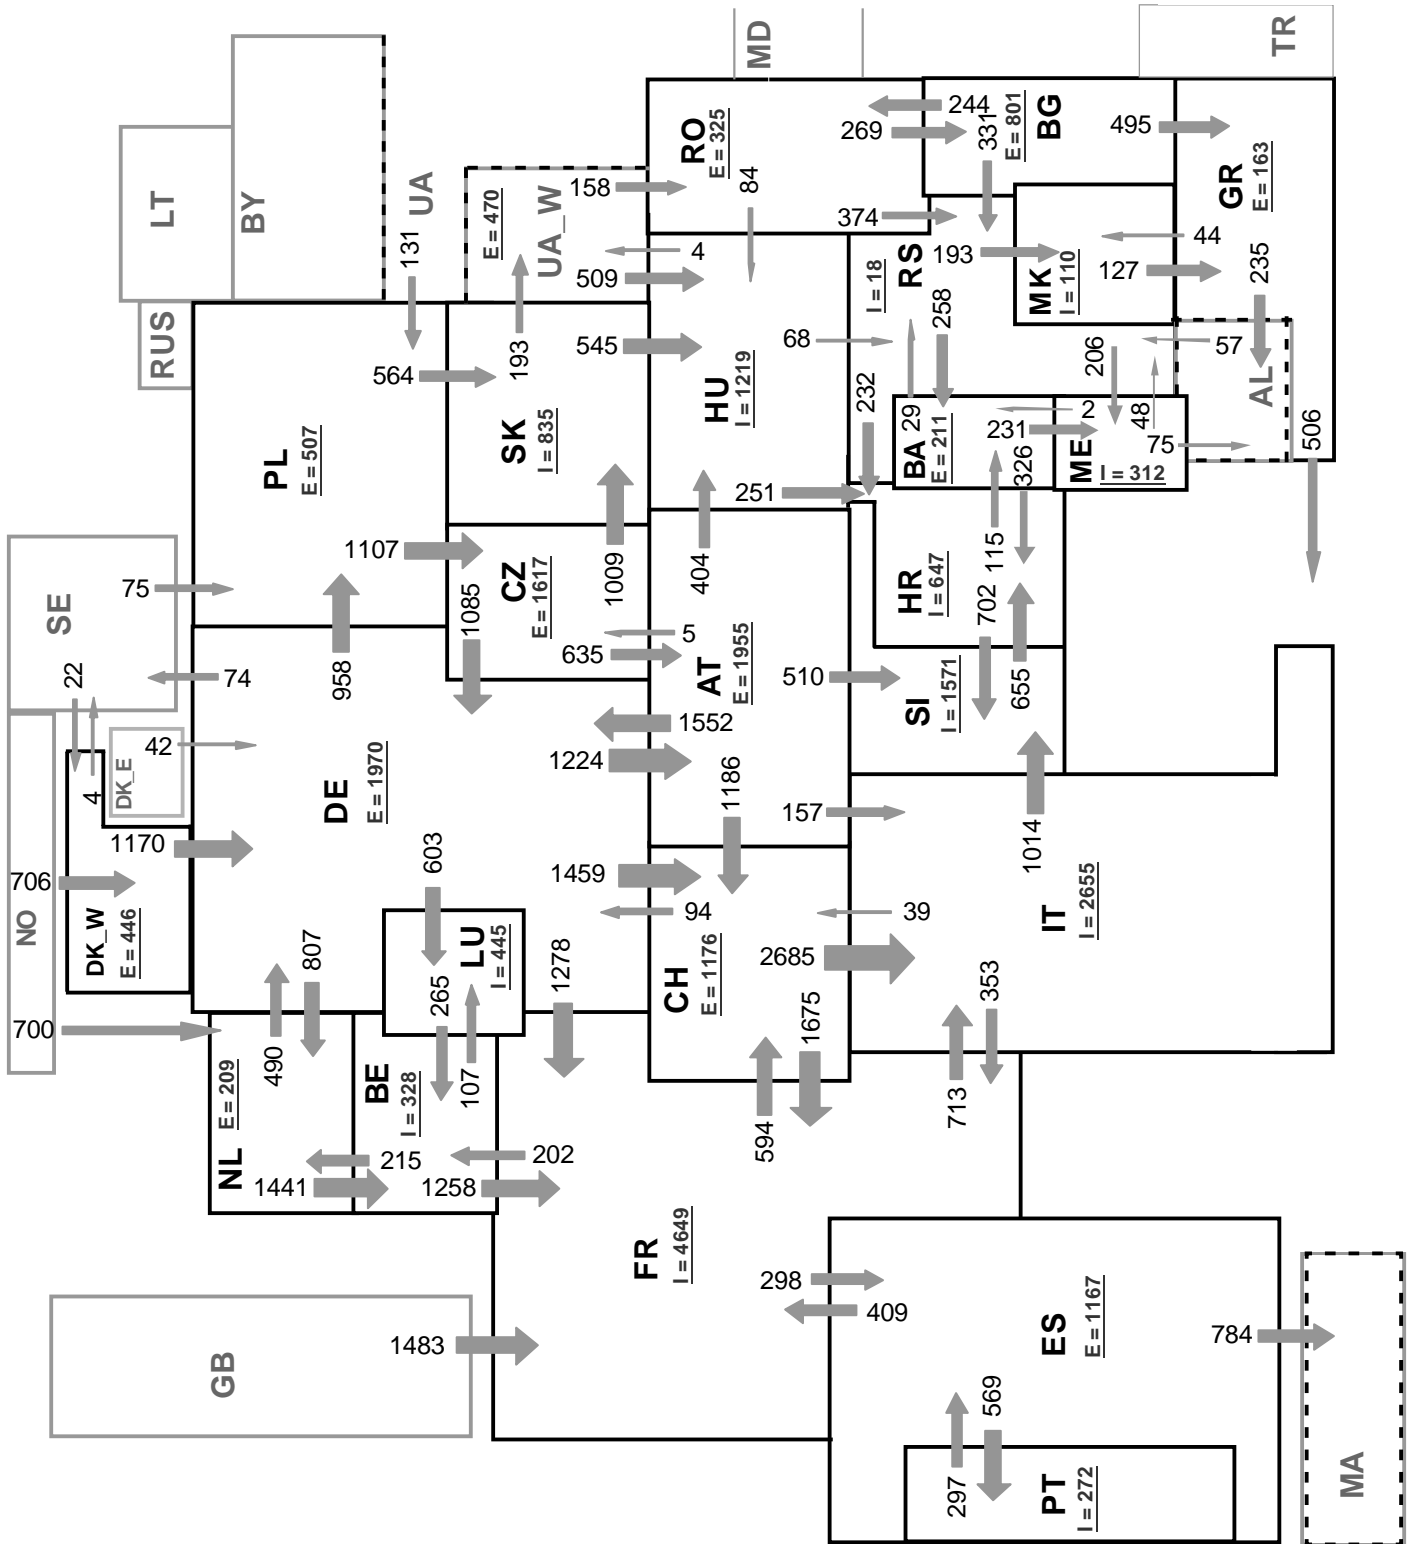 MD
TR
LT
BY
UA
RUS
RO
E = 325
244
269
331
E = 801
BG
495
GR
E=163
158
84
UA_W
E = 470
374
4
509
193
RS
I = 18
193
MK
I = 110
44
127
235
131
564
545
68
258
206
57
AL
PL
E = 507
SK
I = 835
HU
I = 1219
232
BA
E = 211
29
2
231
326
48
ME
I = 312
75
506
SE
75
1107
1085
CZ
E = 1617
1009
404
251
HR
I = 647
115
702
22
74
958
5
635
AT
E = 1955
510
SI
I = 1571
655
42
DK_E
4
DE
E = 1970
1552
1224
1186
157
1014
NO
706
1170
DK_W
E = 446
603
1459
94
39
IT
I = 2655
LU
I = 445
CH
E = 1176
2685
700
490
807
265
107
1278
1675
594
713
353
NL
E = 209
BE
I = 328
215
1441
202
1258
FR
I = 4649
298
409
GB
1483
ES
E = 1167
784
MA
297
569
PT
I = 272